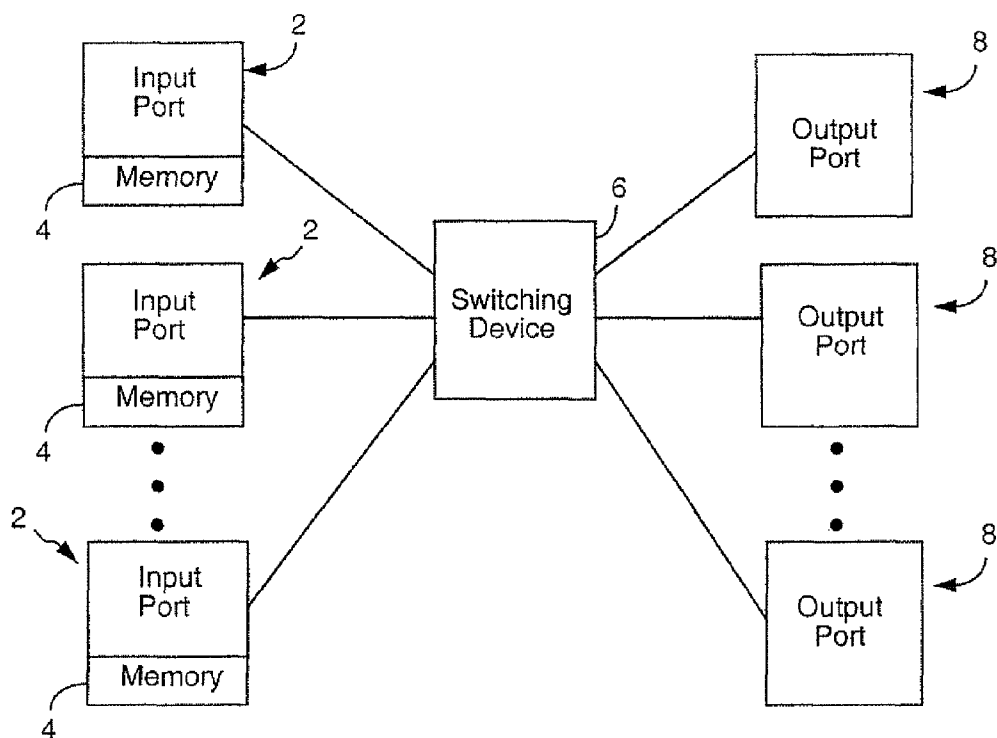 2
Input
Port
Memory
4
8
Output
Port
6
Switching
Device
2
Input
Port
Memory
4
8
Output
Port
2
Input
Port
Memory
4
8
Output
Port